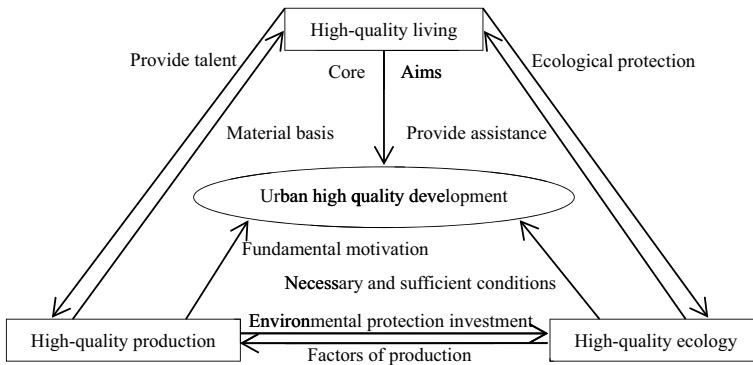 High-quality living
Provide talent
Ecological protection
Core
Aims
Material basis
Provide assistance
Urban high quality development
Fundamental motivation
Necessary and sufficient conditions
Environmental protection investment
High-quality production
High-quality ecology
Factors of production